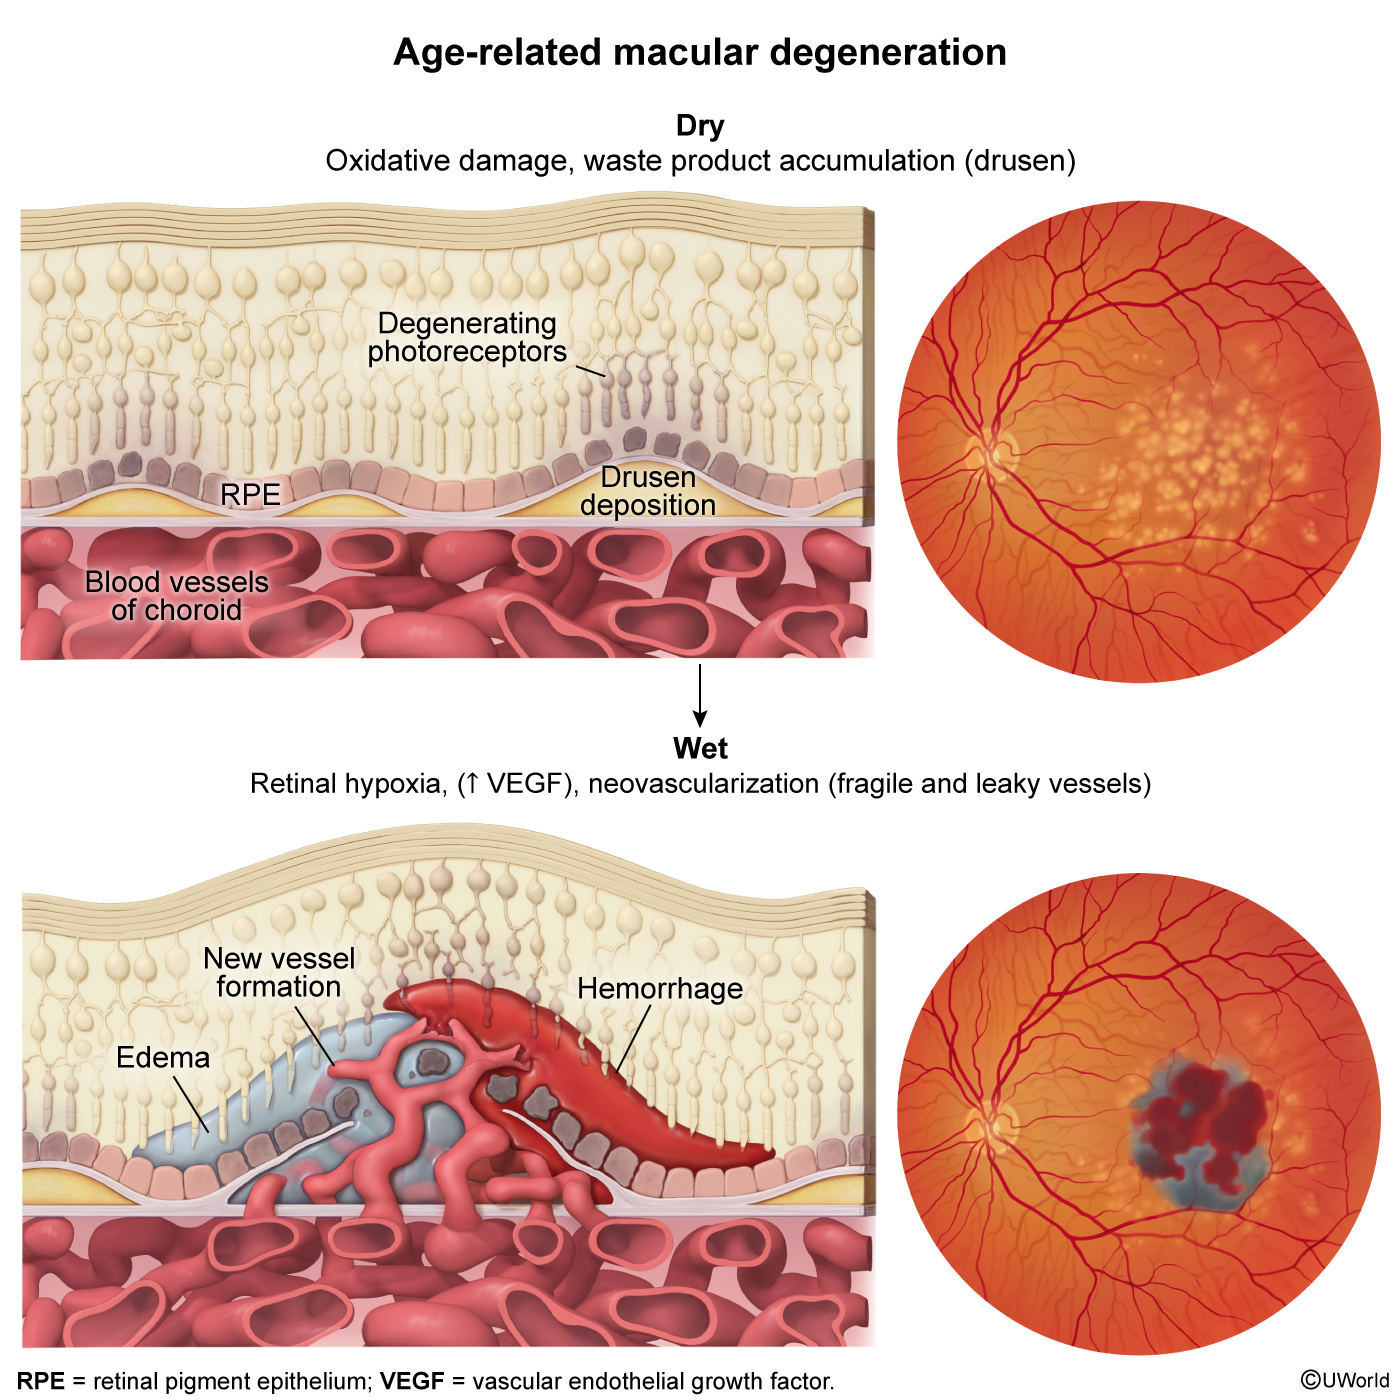 Age-related macular degeneration
Dry
Oxidative damage, waste product accumulation (drusen)
Degenerating
photoreceptors
RPE
Drusen
deposition
Blood vessels
of choroid
Wet
Retinal hypoxia, (↑ VEGF), neovascularization (fragile and leaky vessels)
New vessel
formation
Hemorrhage
Edema
RPE = retinal pigment epithelium; VEGF = vascular endothelial growth factor.
©UWorld